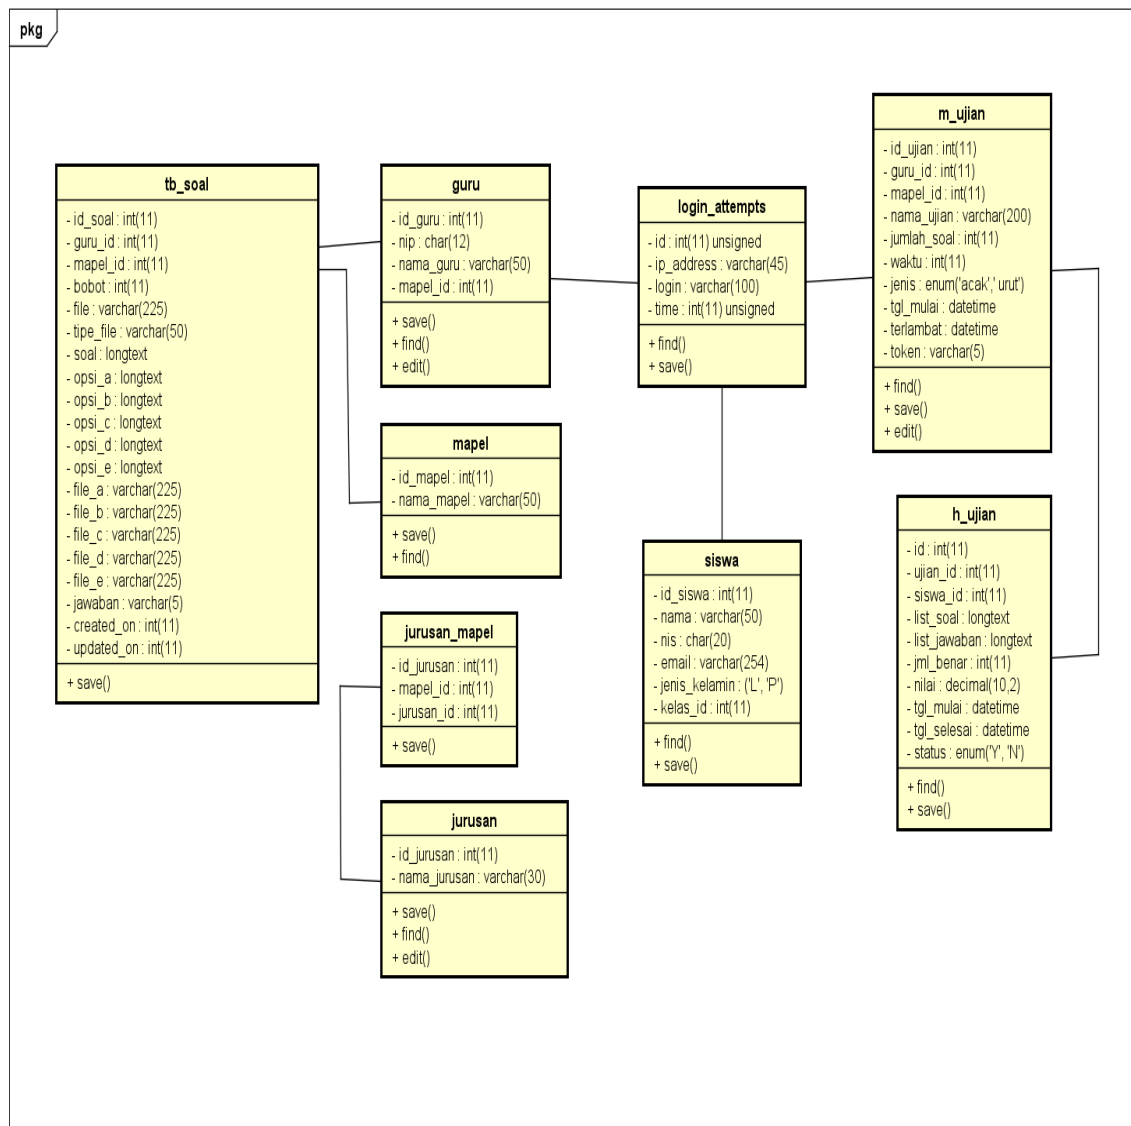 pkg
tb_soal
- id_soal : int(11)
- guru_id : int(11)
- mapel_id : int(11)
- bobot : int(11)
- file : varchar(225)
- tipe_file : varchar(50)
- soal : longtext
- opsi_a : longtext
- opsi_b : longtext
- opsi_c : longtext
- opsi_d : longtext
- opsi_e : longtext
- file_a : varchar(225)
- file_b : varchar(225)
- file_c : varchar(225)
- file_d : varchar(225)
- file_e : varchar(225)
- jawaban : varchar(5)
- created_on : int(11)
- updated_on : int(11)
+ save()
guru
- id_guru : int(11)
- nip : char(12)
- nama_guru : varchar(50)
- mapel_id : int(11)
+ save()
+ find()
+ edit()
mapel
- id_mapel : int(11)
- nama_mapel : varchar(50)
+ save()
+ find()
jurusan_mapel
- id_jurusan : int(11)
- mapel_id : int(11)
- jurusan_id : int(11)
+ save()
jurusan
- id_jurusan : int(11)
- nama_jurusan : varchar(30)
+ save()
+ find()
+ edit()
login_attempts
- id : int(11) unsigned
- ip_address : varchar(45)
- login : varchar(100)
- time : int(11) unsigned
+ find()
+ save()
siswa
- id_siswa : int(11)
- nama : varchar(50)
- nis : char(20)
- email : varchar(254)
- jenis_kelamin : ('L', 'P')
- kelas_id : int(11)
+ find()
+ save()
m_ujian
- id_ujian : int(11)
- guru_id : int(11)
- mapel_id : int(11)
- nama_ujian : varchar(200)
- jumlah_soal : int(11)
- waktu : int(11)
- jenis : enum('acak',' urut')
- tgl_mulai : datetime
- terlambat : datetime
- token : varchar(5)
+ find()
+ save()
+ edit()
h_ujian
- id : int(11)
- ujian_id : int(11)
- siswa_id : int(11)
- list_soal : longtext
- list_jawaban : longtext
- jml_benar : int(11)
- nilai : decimal(10,2)
- tgl_mulai : datetime
- tgl_selesai : datetime
- status : enum('Y', 'N')
+ find()
+ save()